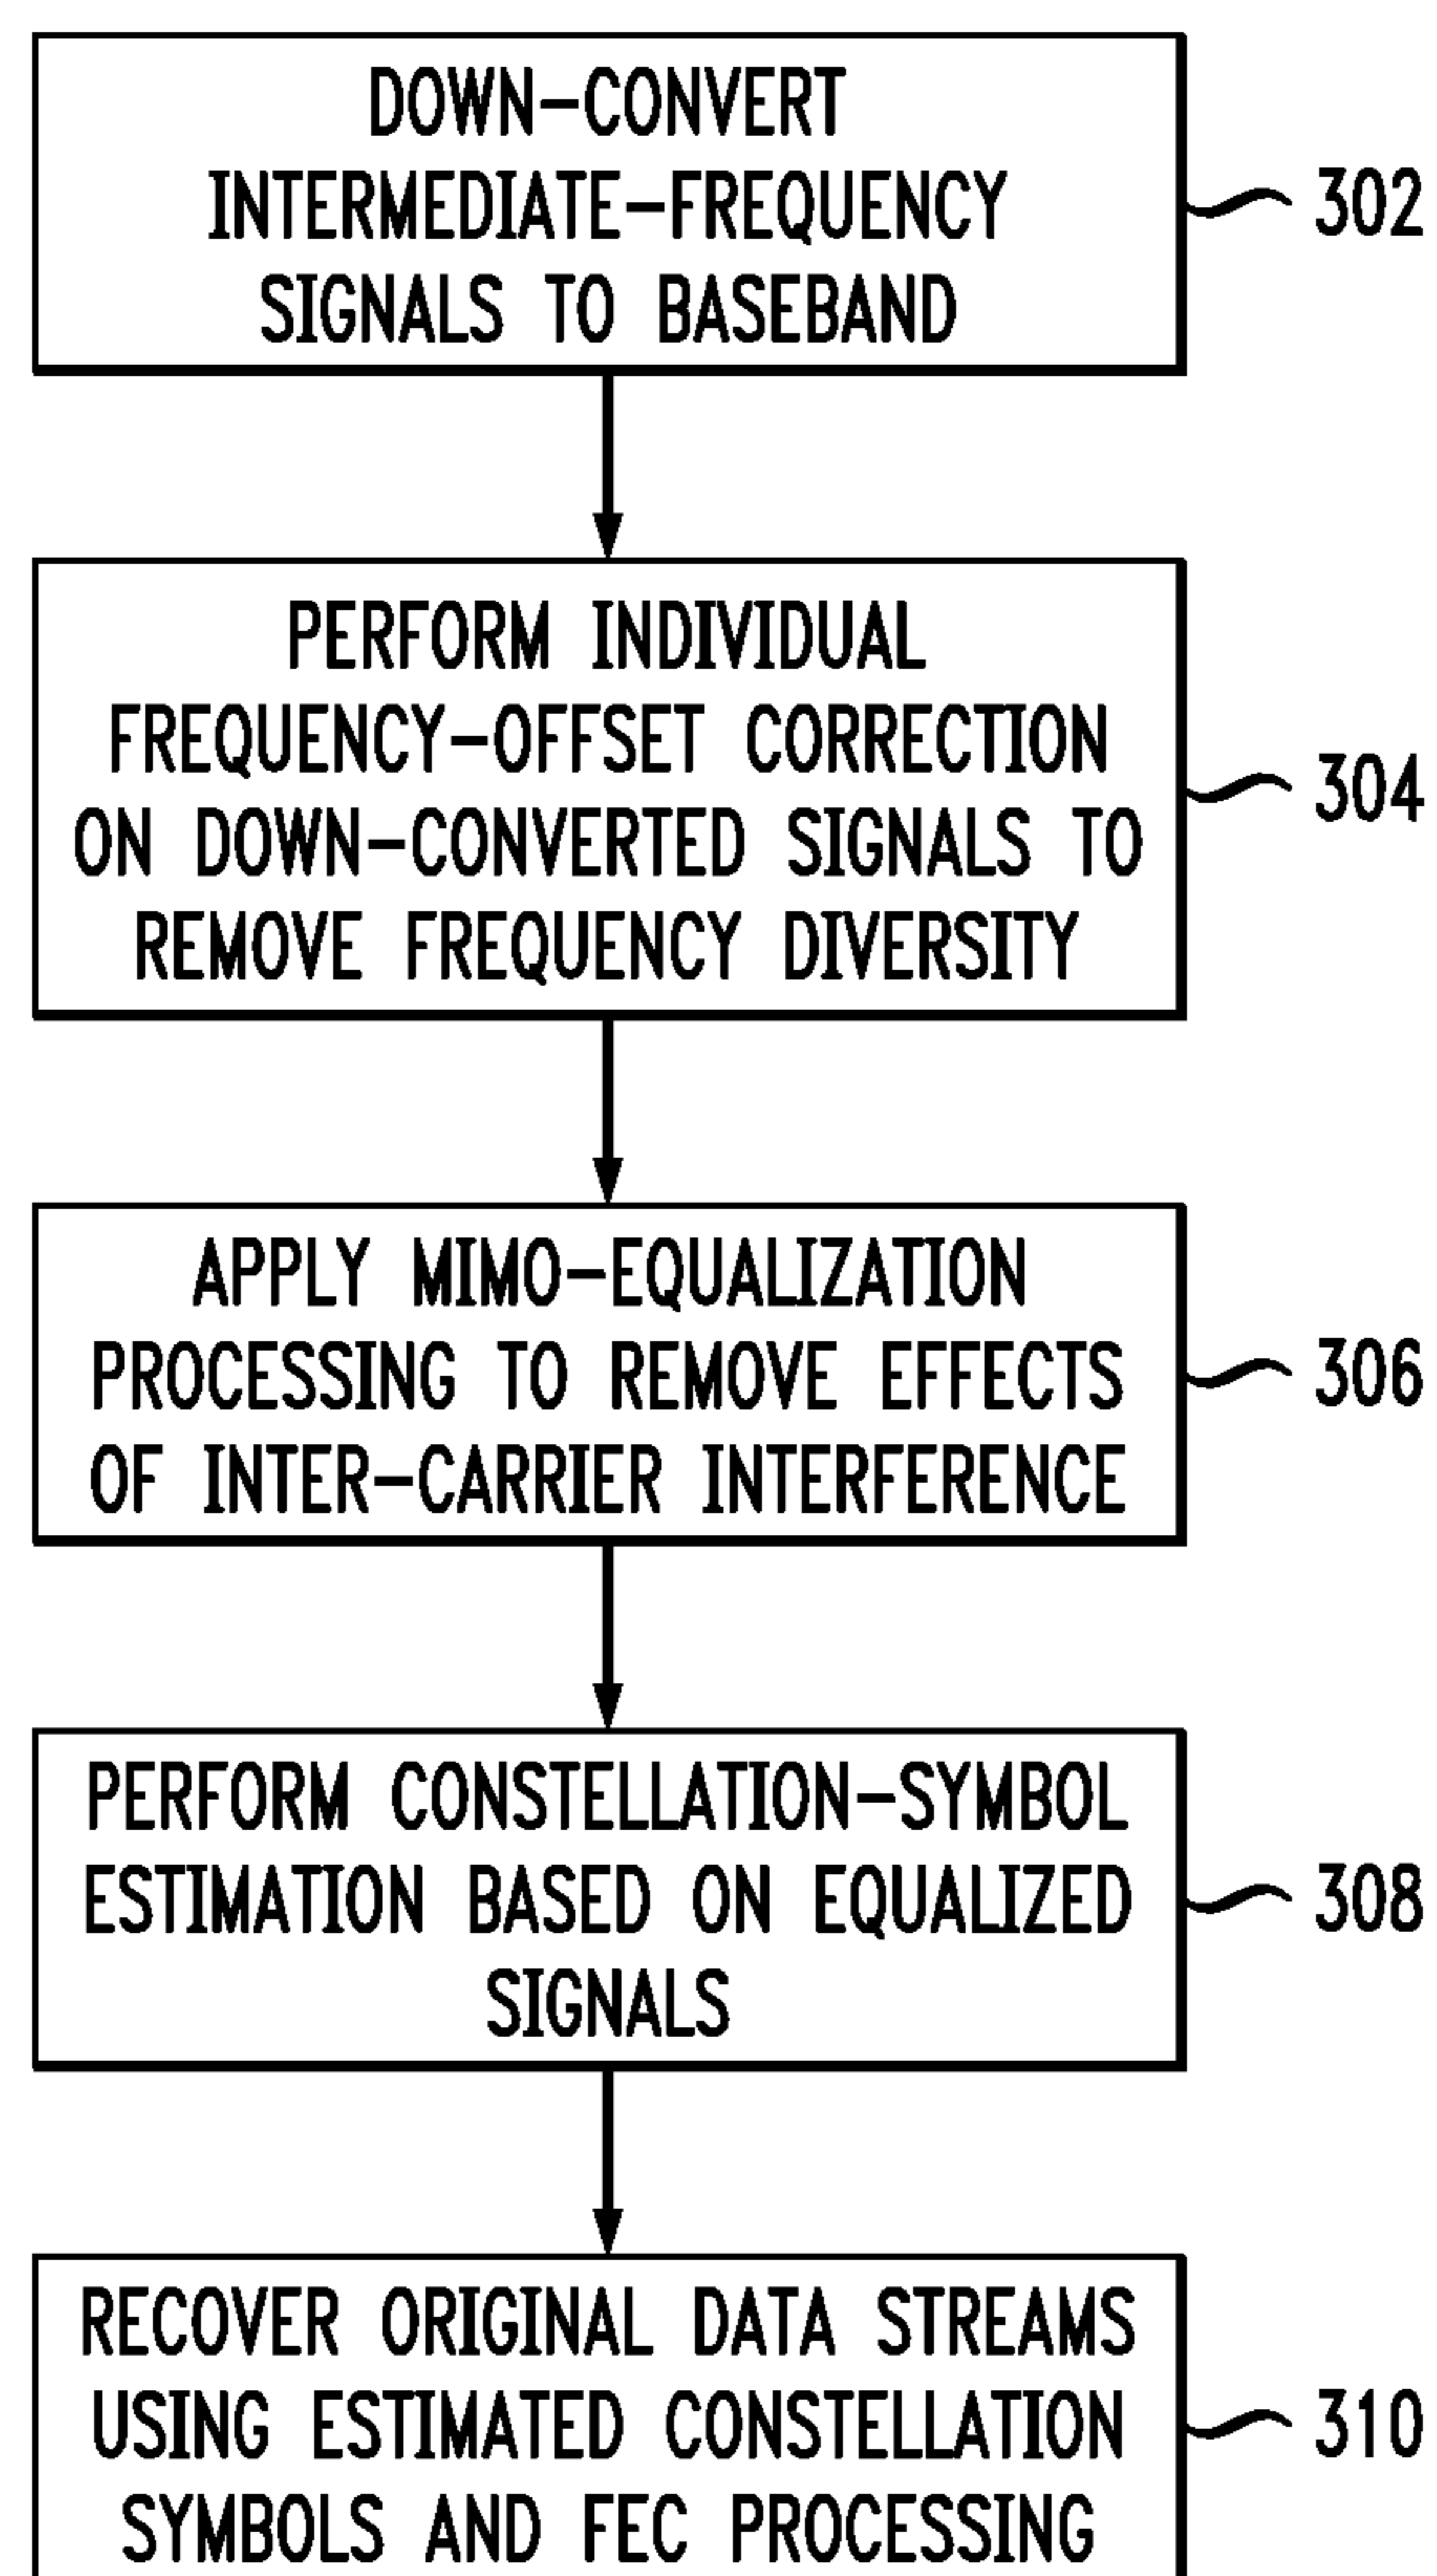 DOWN-CONVERT
INTERMEDIATE-FREQUENCY
SIGNALS TO BASEBAND
302
PERFORM INDIVIDUAL
FREQUENCY-OFFSET CORRECTION
ON DOWN-CONVERTED SIGNALS TO
REMOVE FREQUENCY DIVERSITY
304
APPLY MIMO-EQUALIZATION
PROCESSING TO REMOVE EFFECTS
OF INTER-CARRIER INTERFERENCE
306
PERFORM CONSTELLATION-SYMBOL
ESTIMATION BASED ON EQUALIZED
SIGNALS
308
RECOVER ORIGINAL DATA STREAMS
USING ESTIMATED CONSTELLATION
SYMBOLS AND FEC PROCESSING
310